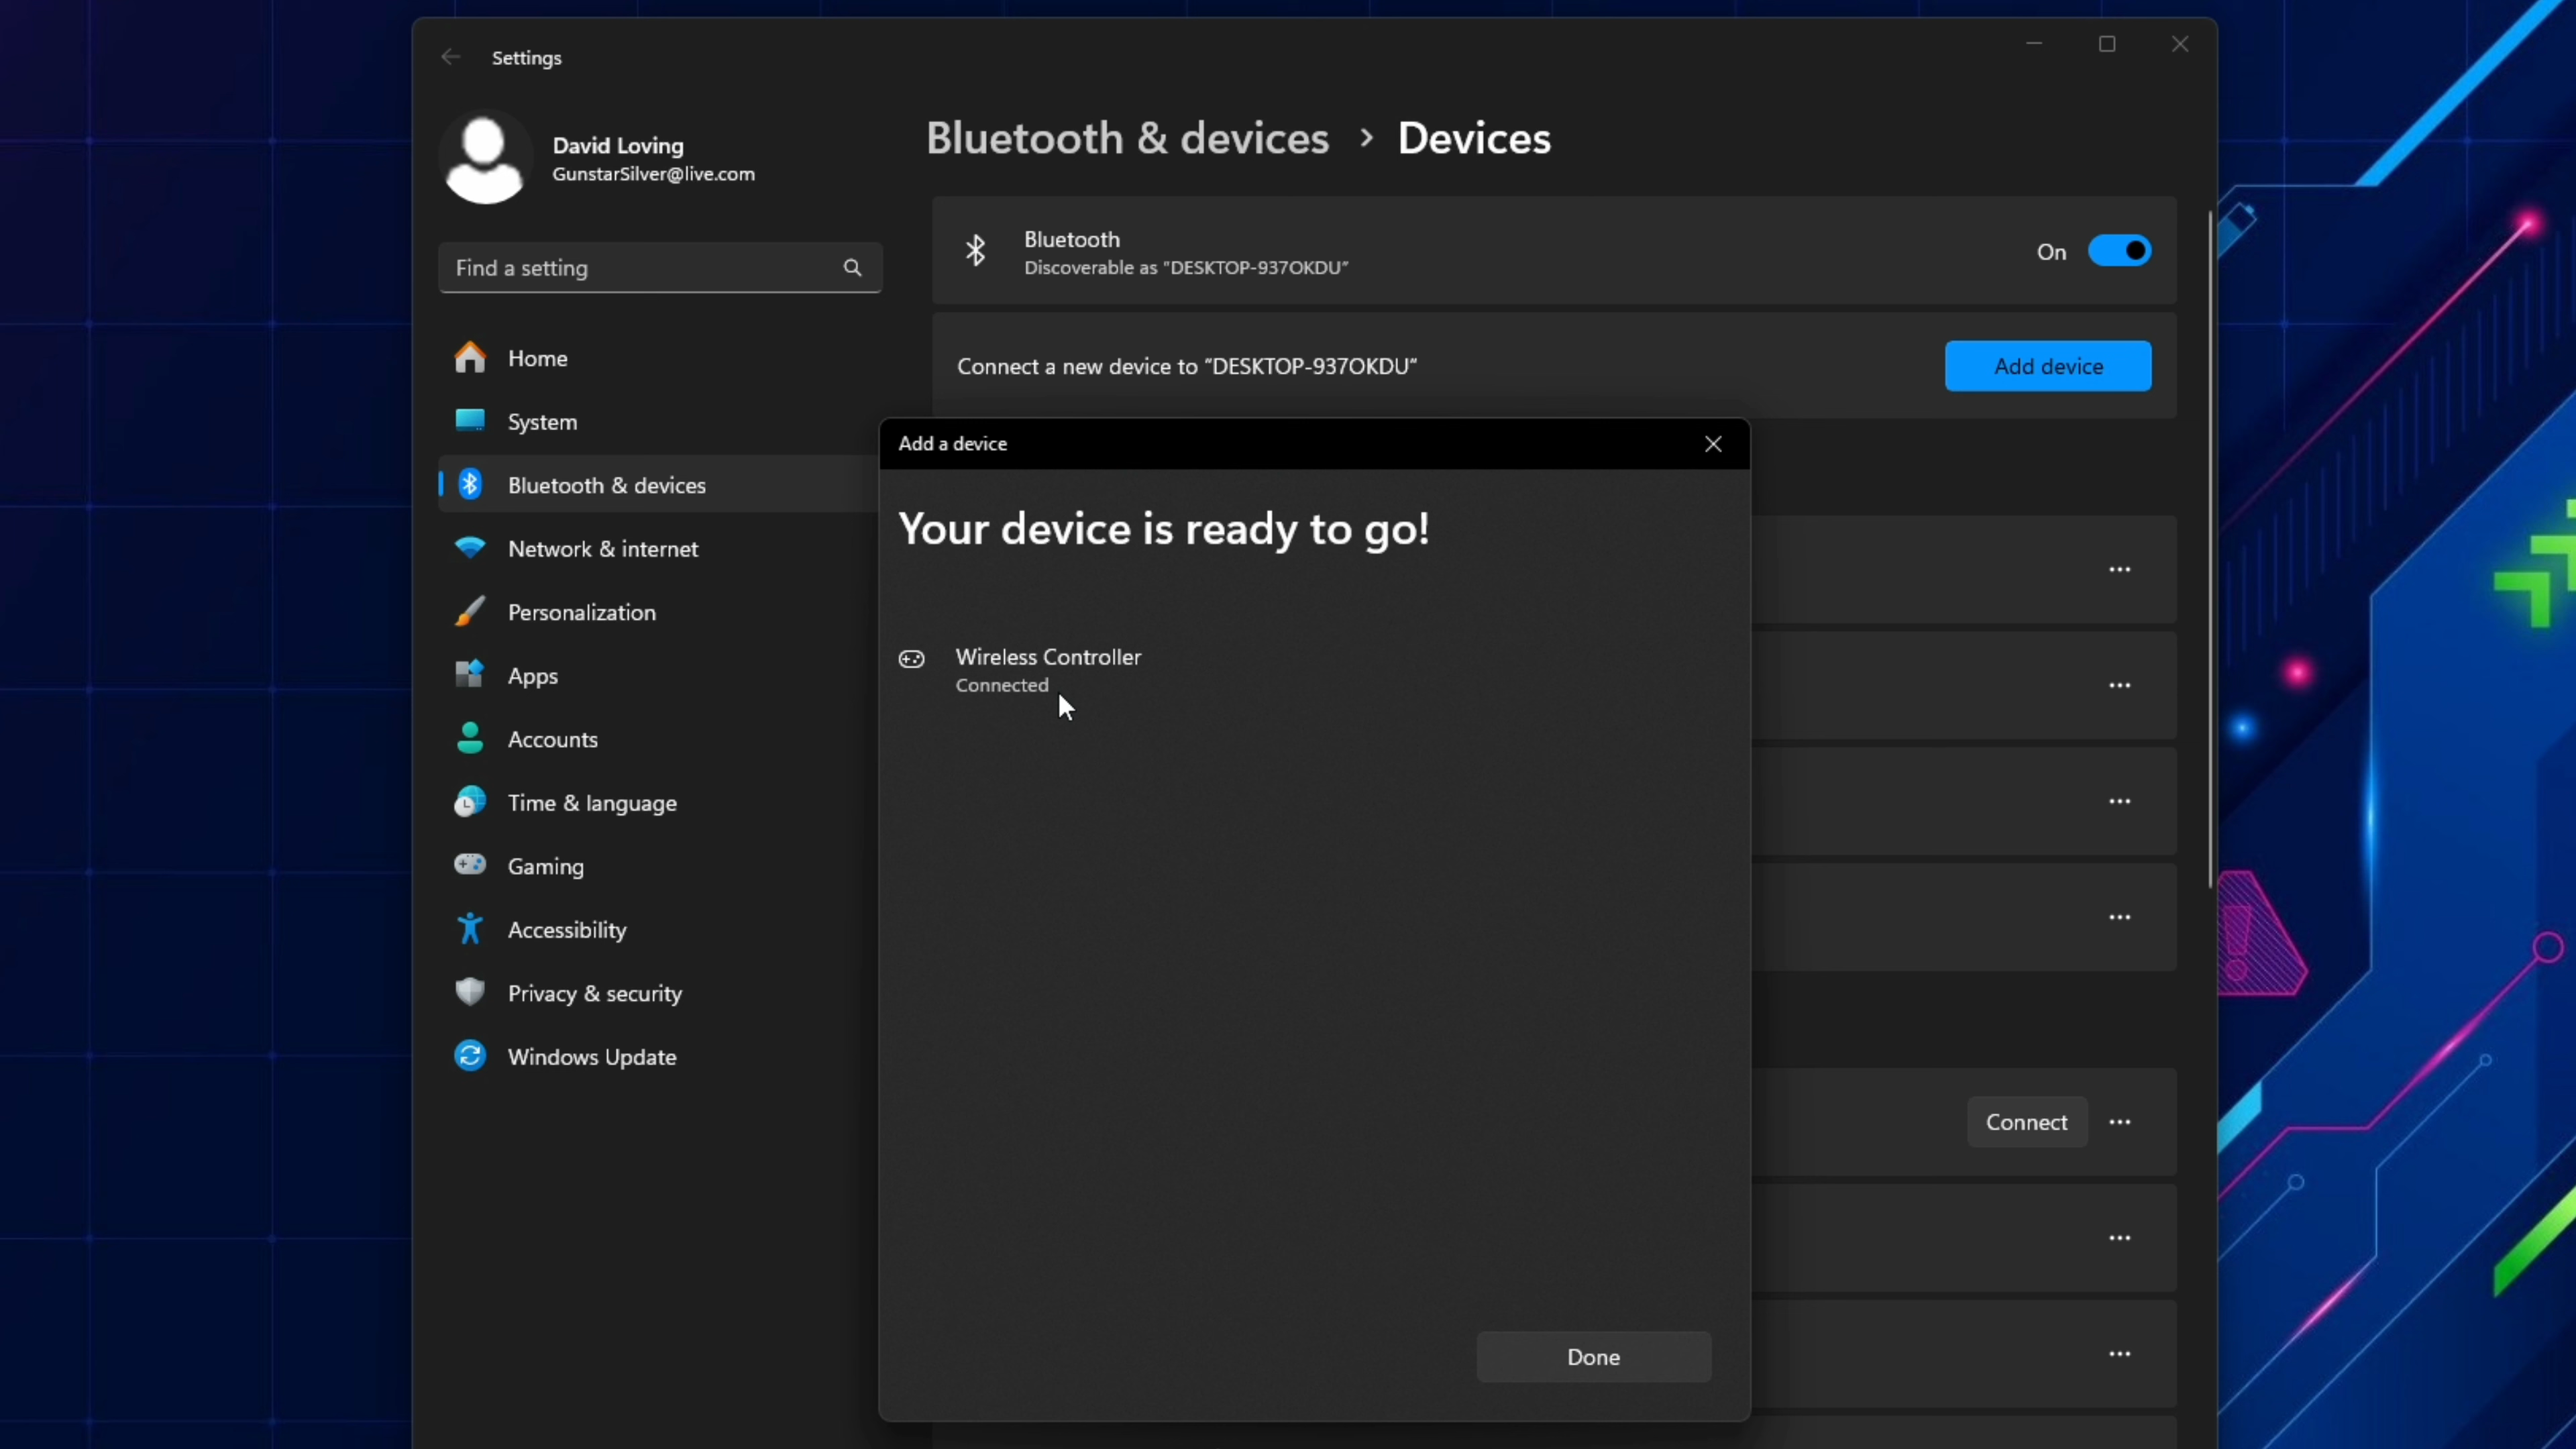 Settings
David Loving
GunstarSilver@live.com
Find a setting
Home
System
Bluetooth & devices
Network & internet
Personalization
Apps
Accounts
Time & language
Gaming
Accessibility
Privacy & security
Windows Update
Bluetooth & devices > Devices
Bluetooth
Discoverable as "DESKTOP-937OKDU"
On
Connect a new device to "DESKTOP-937OKDU"
Add device
Add a device
Your device is ready to go!
Wireless Controller
Connected
Connect
Done